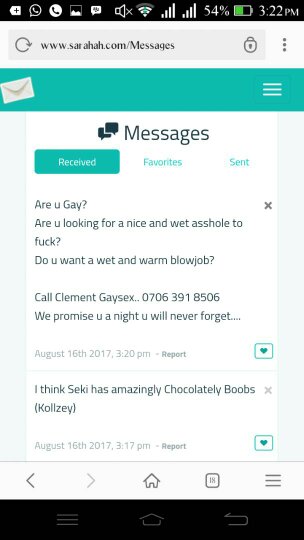 54% 3:22 PM
www.sarahah.com/Messages
Messages
Received Favorites Sent
Are u Gay?
Are u looking for a nice and wet asshole to
fuck?
Do u want a wet and warm blowjob?
Call Clement Gaysex.. 0706 391 8506
We promise u a night u will never forget....
August 16th 2017, 3:20 pm - Report
I think Seki has amazingly Chocolately Boobs
(Kollzey)
August 16th 2017, 3:17 pm - Report
18